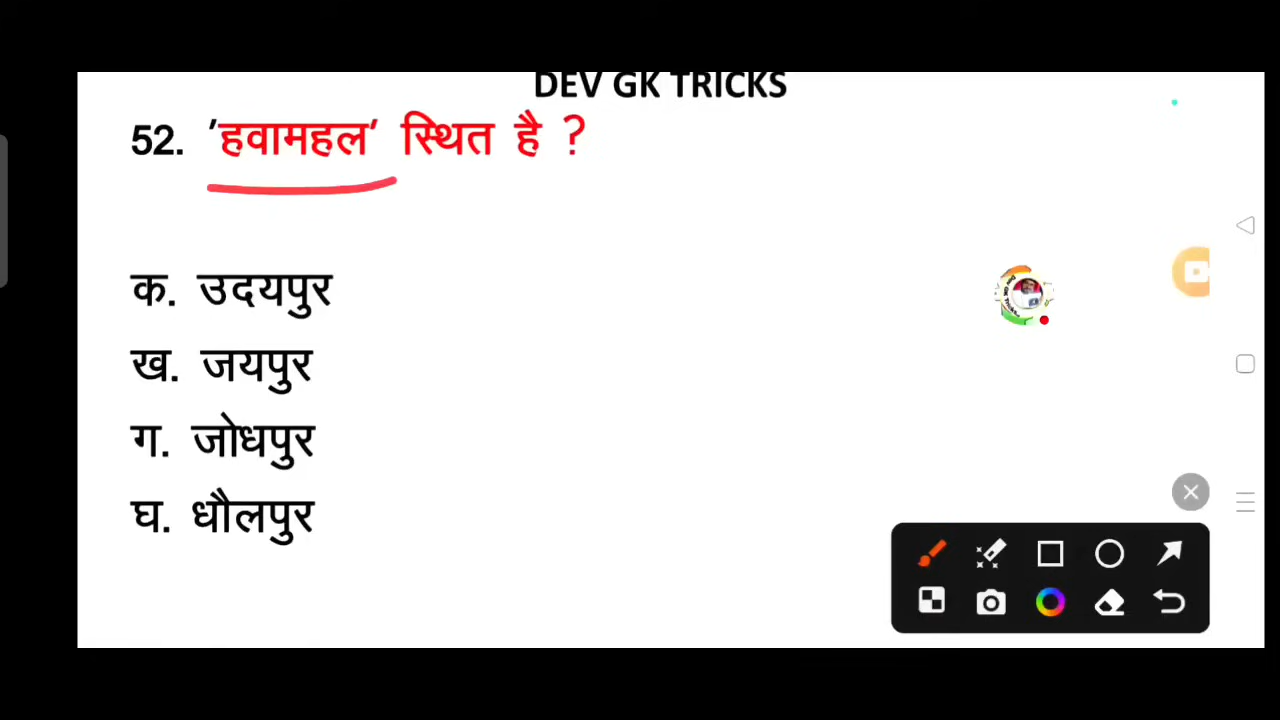 DEV GK TRICKS
52. 'हवामहल' स्थित है ?
क. उदयपुर
ख. जयपुर
ग. जोधपुर
घ. धौलपुर